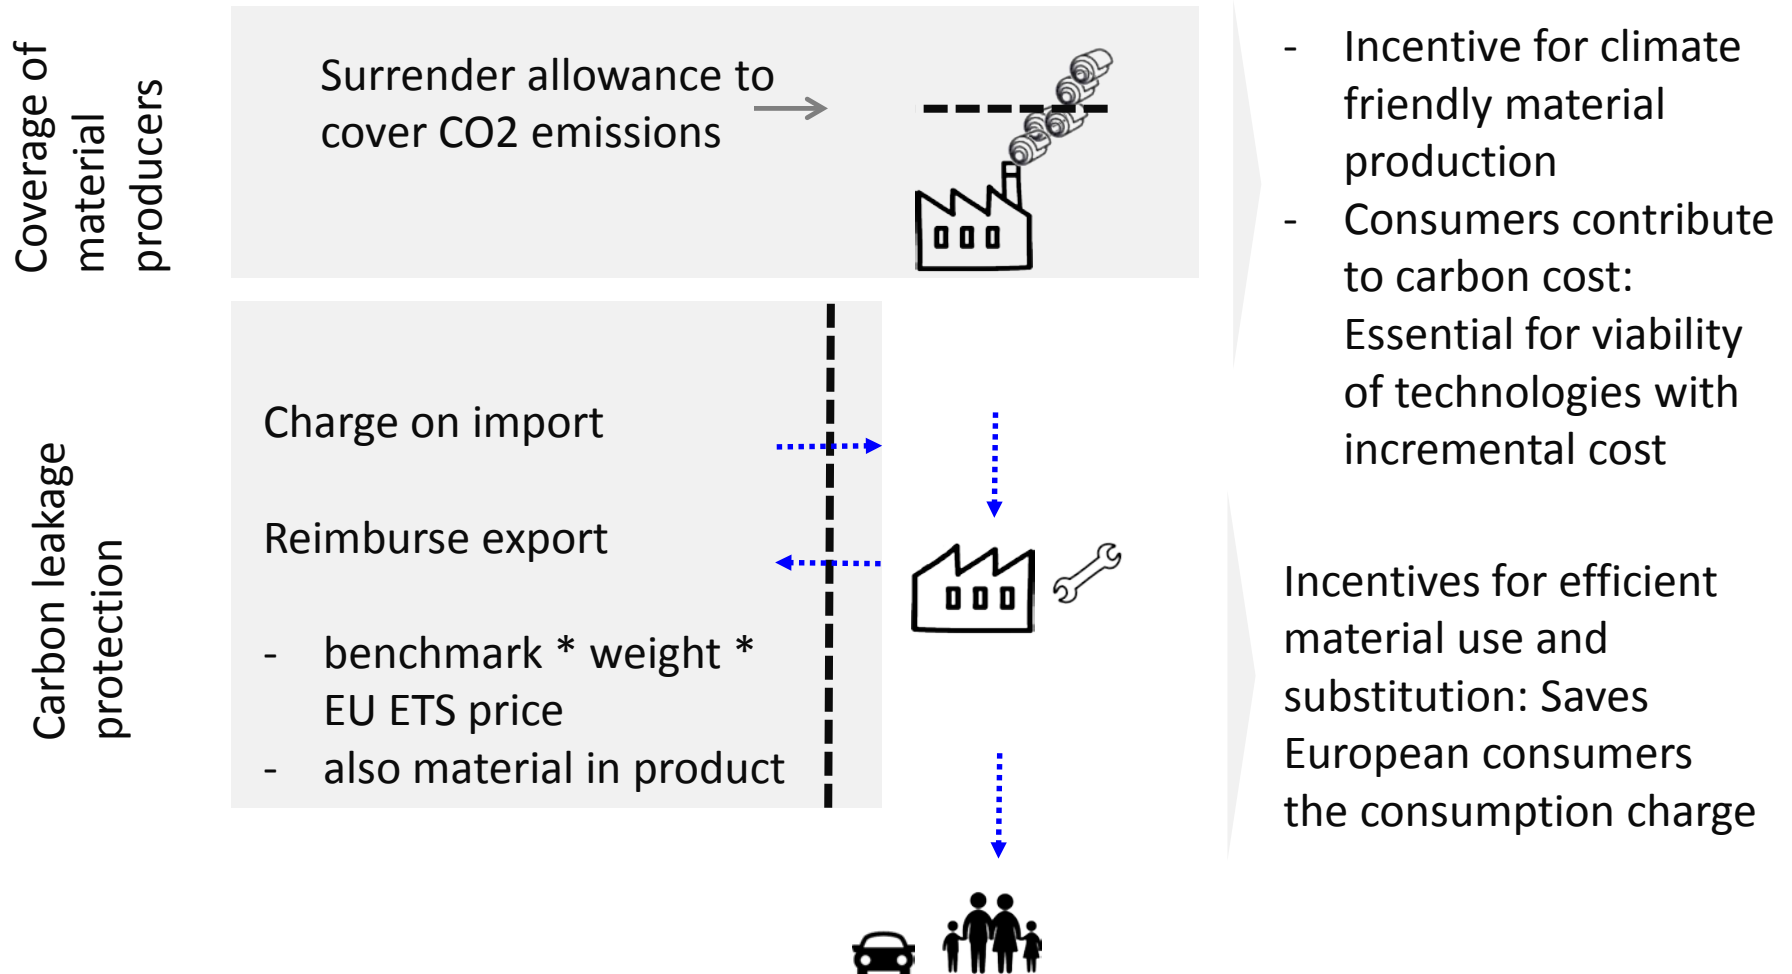 Coverage of
material
producers
Surrender allowance to
cover CO2 emissions
- Incentive for climate
friendly material
production
- Consumers contribute
to carbon cost:
Essential for viability
of technologies with
incremental cost
Carbon leakage
protection
Charge on import
Reimburse export
- benchmark * weight *
EU ETS price
- also material in product
Incentives for efficient
material use and
substitution: Saves
European consumers
the consumption charge